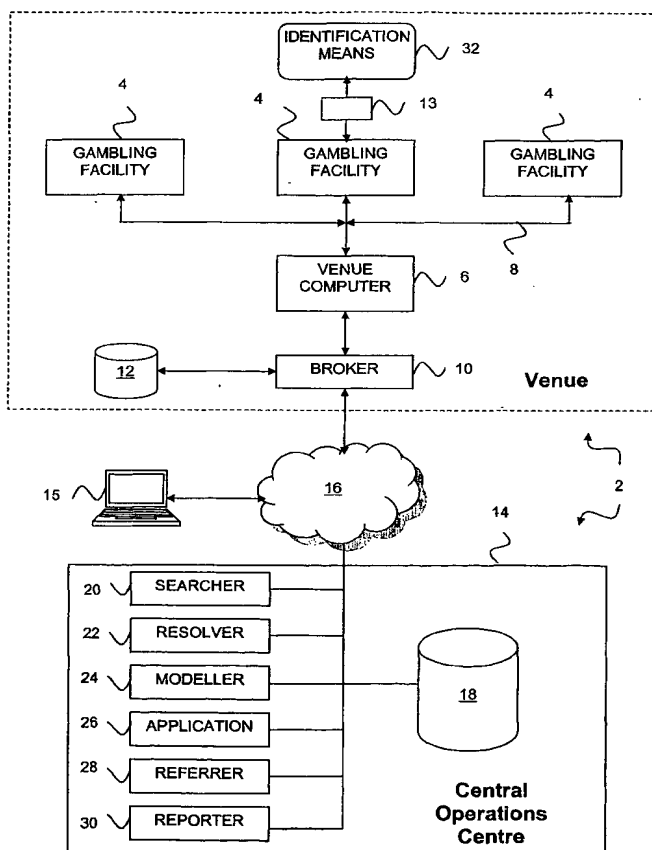 IDENTIFICATION
MEANS
32
13
4
4
4
GAMBLING
FACILITY
GAMBLING
FACILITY
GAMBLING
FACILITY
8
VENUE
COMPUTER
6
12
BROKER
10
Venue
15
16
2
14
20
SEARCHER
22
RESOLVER
24
MODELLER
18
26
APPLICATION
28
REFERRER
30
REPORTER
Central
Operations
Centre